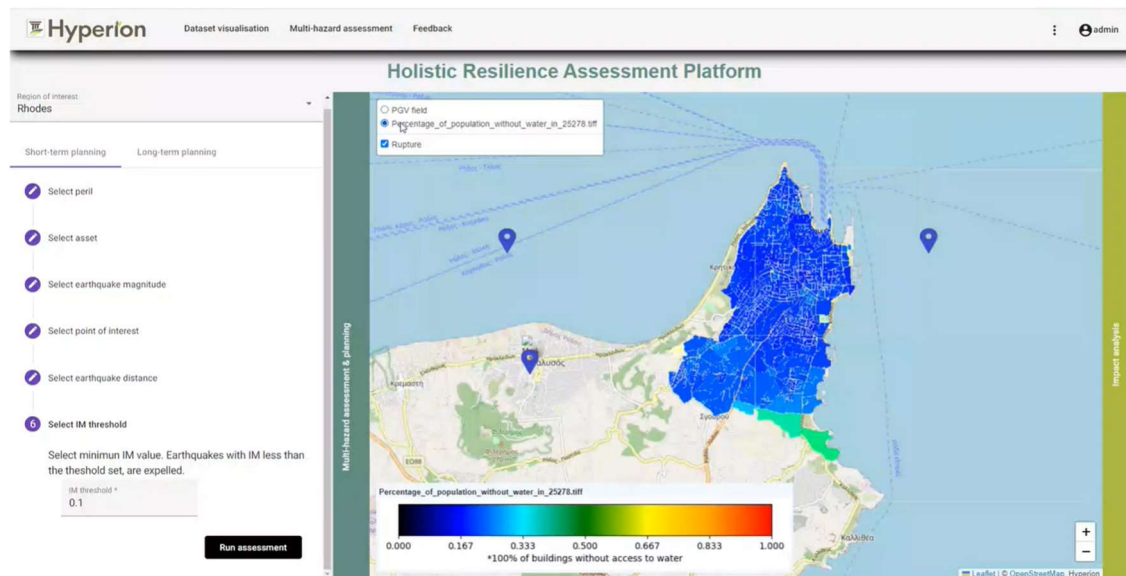 Hyperion
Dataset visualisation
Multi-hazard assessment
Feedback
admin
Holistic Resilience Assessment Platform
Region of interest
Rhodes
Short-term planning
Long-term planning
Select peril
Select asset
Select earthquake magnitude
Select point of interest
Select earthquake distance
6
Select IM threshold
Select minimun IM value. Earthquakes with IM less than
the theshold set, are expelled.
IM threshold *
0.1
Run assessment
Multi-hazard assessment & planning
PGV field
Percentage_of_population_without_water_in_25278.tiff
Rupture
Κρεμαστή
EO88
Καλλιθέα
Percentage_of_population_without_water_in_25278.tiff
0.000 0.167 0.333 0.500 0.667 0.833 1.000
*100% of buildings without access to water
+
−
Leaflet | © OpenStreetMap, Hyperion
Impact analysis